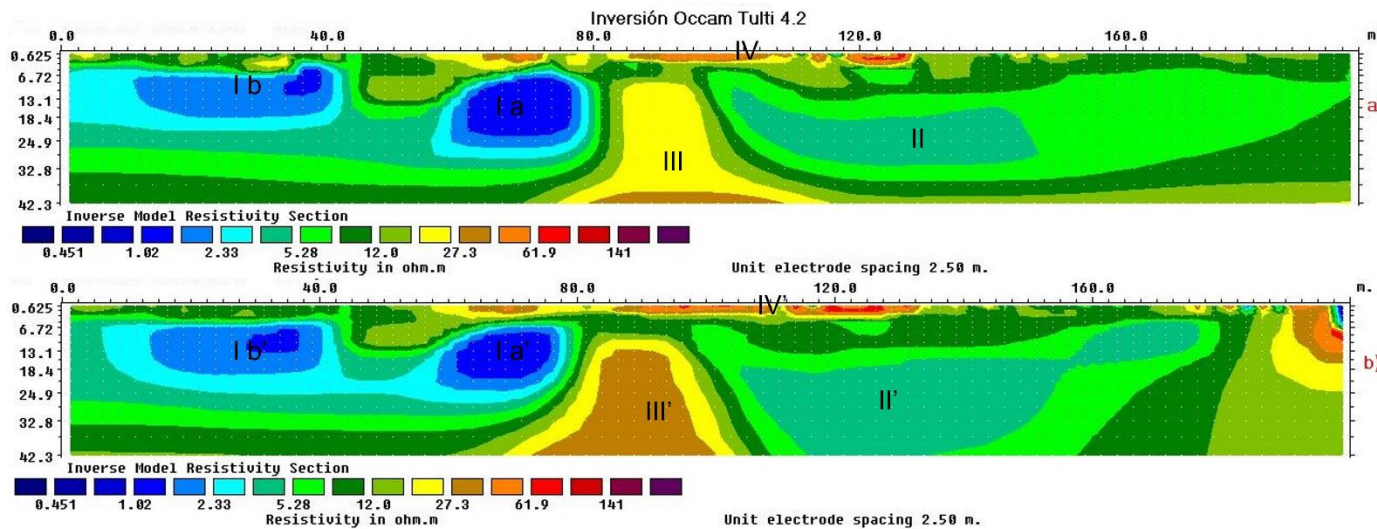 Inversión Occam Tulti 4.2
0.0 40.0 80.0 120.0 160.0 m.
0.625
6.72
13.1
18.4
24.9
32.8
42.3
I b
I a
IV
III
II
a
Inverse Model Resistivity Section
0.451 1.02 2.33 5.28 12.0 27.3 61.9 141
Resistivity in ohm.m Unit electrode spacing 2.50 m.
0.0 40.0 80.0 120.0 160.0 m.
0.625
6.72
13.1
18.4
24.9
32.8
42.3
I b'
I a'
IV'
III'
II'
b)
Inverse Model Resistivity Section
0.451 1.02 2.33 5.28 12.0 27.3 61.9 141
Resistivity in ohm.m Unit electrode spacing 2.50 m.